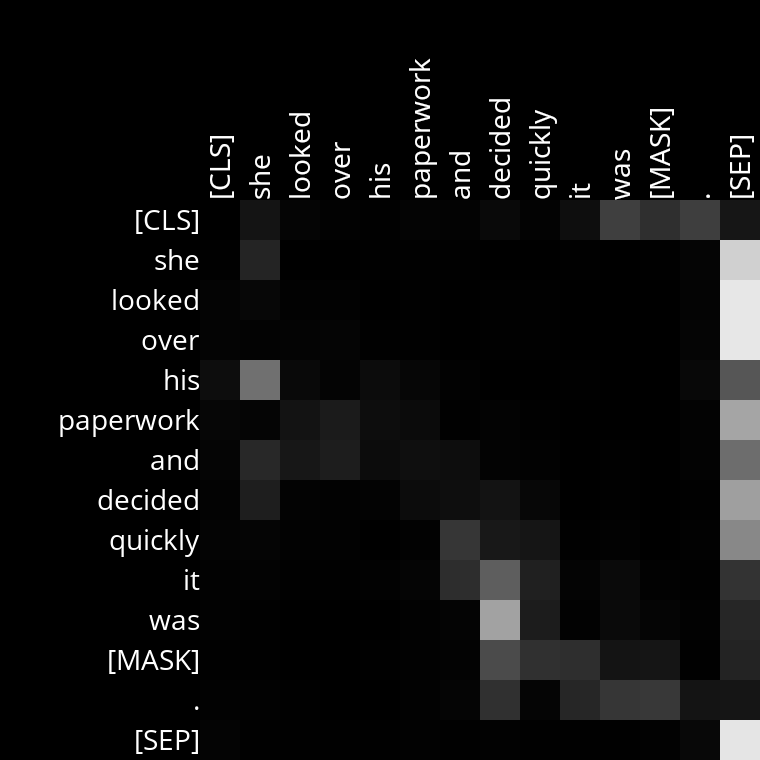 [CLS] she looked over his paperwork and decided quickly it was [MASK] . [SEP]
[CLS]
she
looked
over
his
paperwork
and
decided
quickly
it
was
[MASK]
.
[SEP]